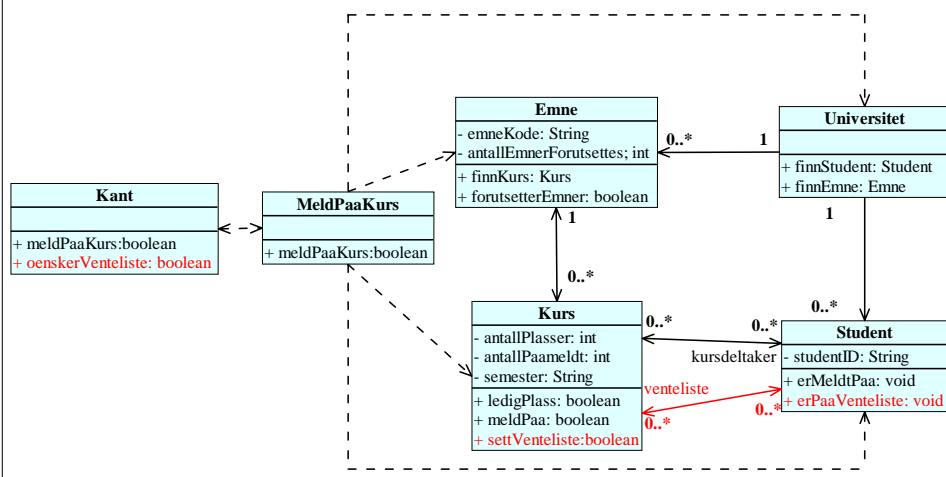 Emne
- emneKode: String
- antallEmnerForutsettes; int
+ finnKurs: Kurs
+ forutsetterEmner: boolean
Universitet
+ finnStudent: Student
+ finnEmne: Emne
0..*
1
Kant
+ meldPaaKurs:boolean
+ oenskerVenteliste: boolean
MeldPaaKurs
+ meldPaaKurs:boolean
1
0..*
1
0..*
Kurs
- antallPlasser: int
- antallPaameldt: int
- semester: String
+ ledigPlass: boolean
+ meldPaa: boolean
+ settVenteliste:boolean
0..*
0..*
kursdeltaker
venteliste
0..*
0..*
Student
- studentID: String
+ erMeldtPaa: void
+ erPaaVenteliste: void